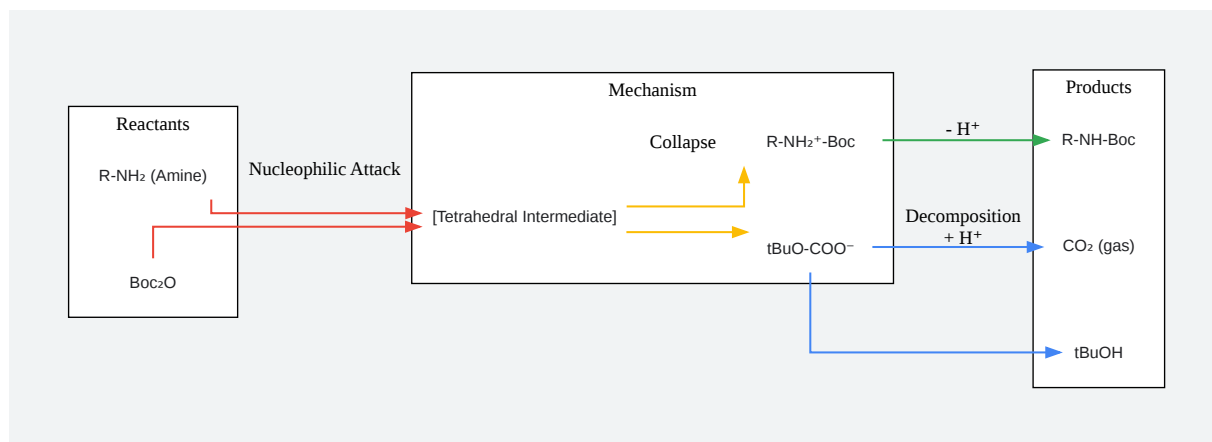 Reactants
R-NH₂ (Amine)
Boc₂O
Nucleophilic Attack
Mechanism
[Tetrahedral Intermediate]
Collapse
R-NH₂⁺-Boc
tBuO-COO⁻
- H⁺
Decomposition
+ H⁺
Products
R-NH-Boc
CO₂ (gas)
tBuOH